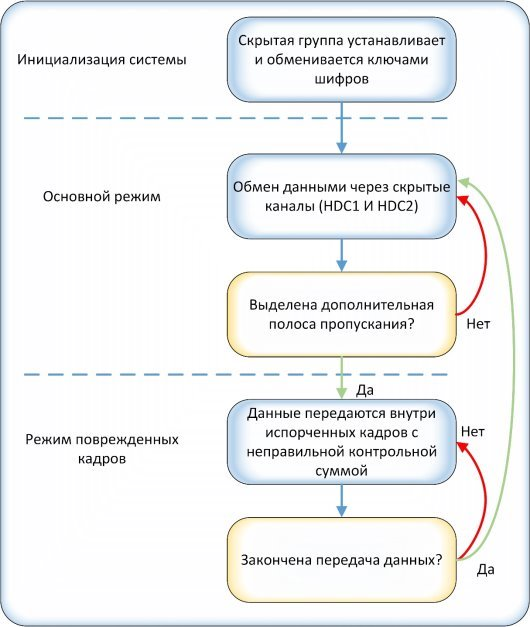 Инициализация системы
Скрытая группа устанавливает
и обменивается ключами
шифров
Основной режим
Обмен данными через скрытые
каналы (HDC1 И HDC2)
Выделена дополнительная
полоса пропускания?
Нет
Да
Режим поврежденных
кадров
Данные передаются внутри
испорченных кадров с
неправильной контрольной
суммой
Нет
Закончена передача данных?
Да